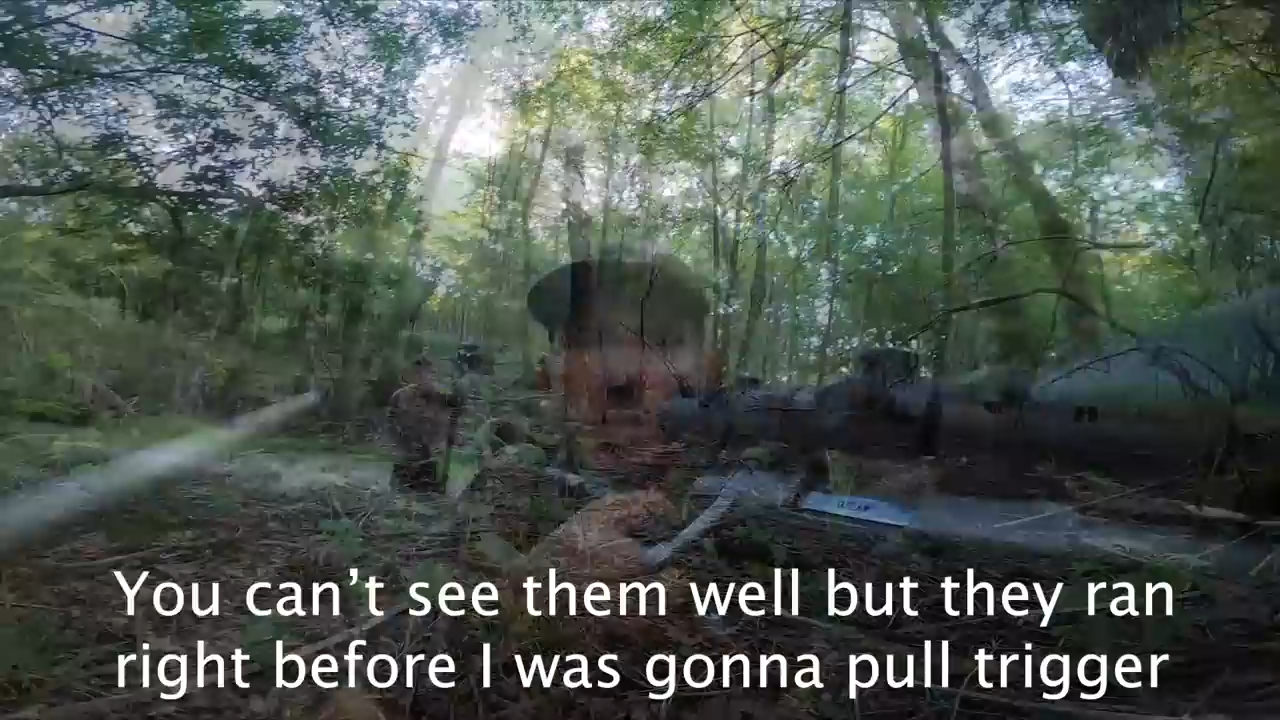 You can’t see them well but they ran
right before I was gonna pull trigger